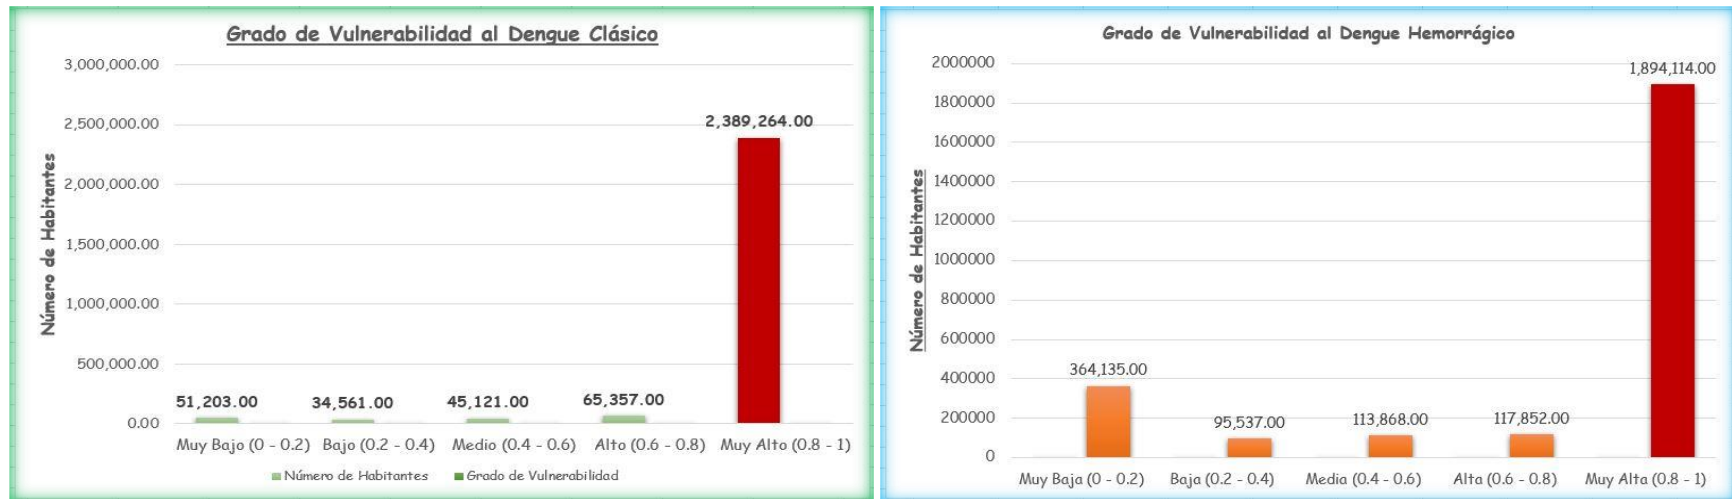 Grado de Vulnerabilidad al Dengue Clásico
Número de Habitantes
3,000,000.00
2,500,000.00
2,000,000.00
1,500,000.00
1,000,000.00
500,000.00
0.00
51,203.00
34,561.00
45,121.00
65,357.00
2,389,264.00
Muy Bajo (0 - 0.2)
Bajo (0.2 - 0.4)
Medio (0.4 - 0.6)
Alto (0.6 - 0.8)
Muy Alto (0.8 - 1)
Número de Habitantes
Grado de Vulnerabilidad
Grado de Vulnerabilidad al Dengue Hemorrágico
Número de Habitantes
2000000
1800000
1600000
1400000
1200000
1000000
800000
600000
400000
200000
0
364,135.00
95,537.00
113,868.00
117,852.00
1,894,114.00
Muy Baja (0 - 0.2)
Baja (0.2 - 0.4)
Media (0.4 - 0.6)
Alta (0.6 - 0.8)
Muy Alta (0.8 - 1)